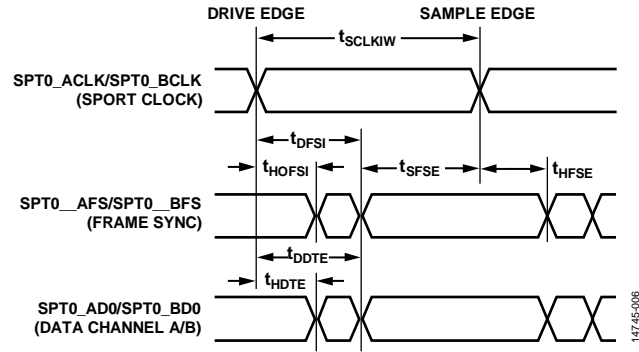 DRIVE EDGE SAMPLE EDGE
tSCLKIW
SPT0_ACLK/SPT0_BCLK
(SPORT CLOCK)
tDFSI
tHOFSI tSFSE tHFSE
SPT0__AFS/SPT0__BFS
(FRAME SYNC)
tDDTE
tHDTE
SPT0_AD0/SPT0_BD0
(DATA CHANNEL A/B)
14745-006